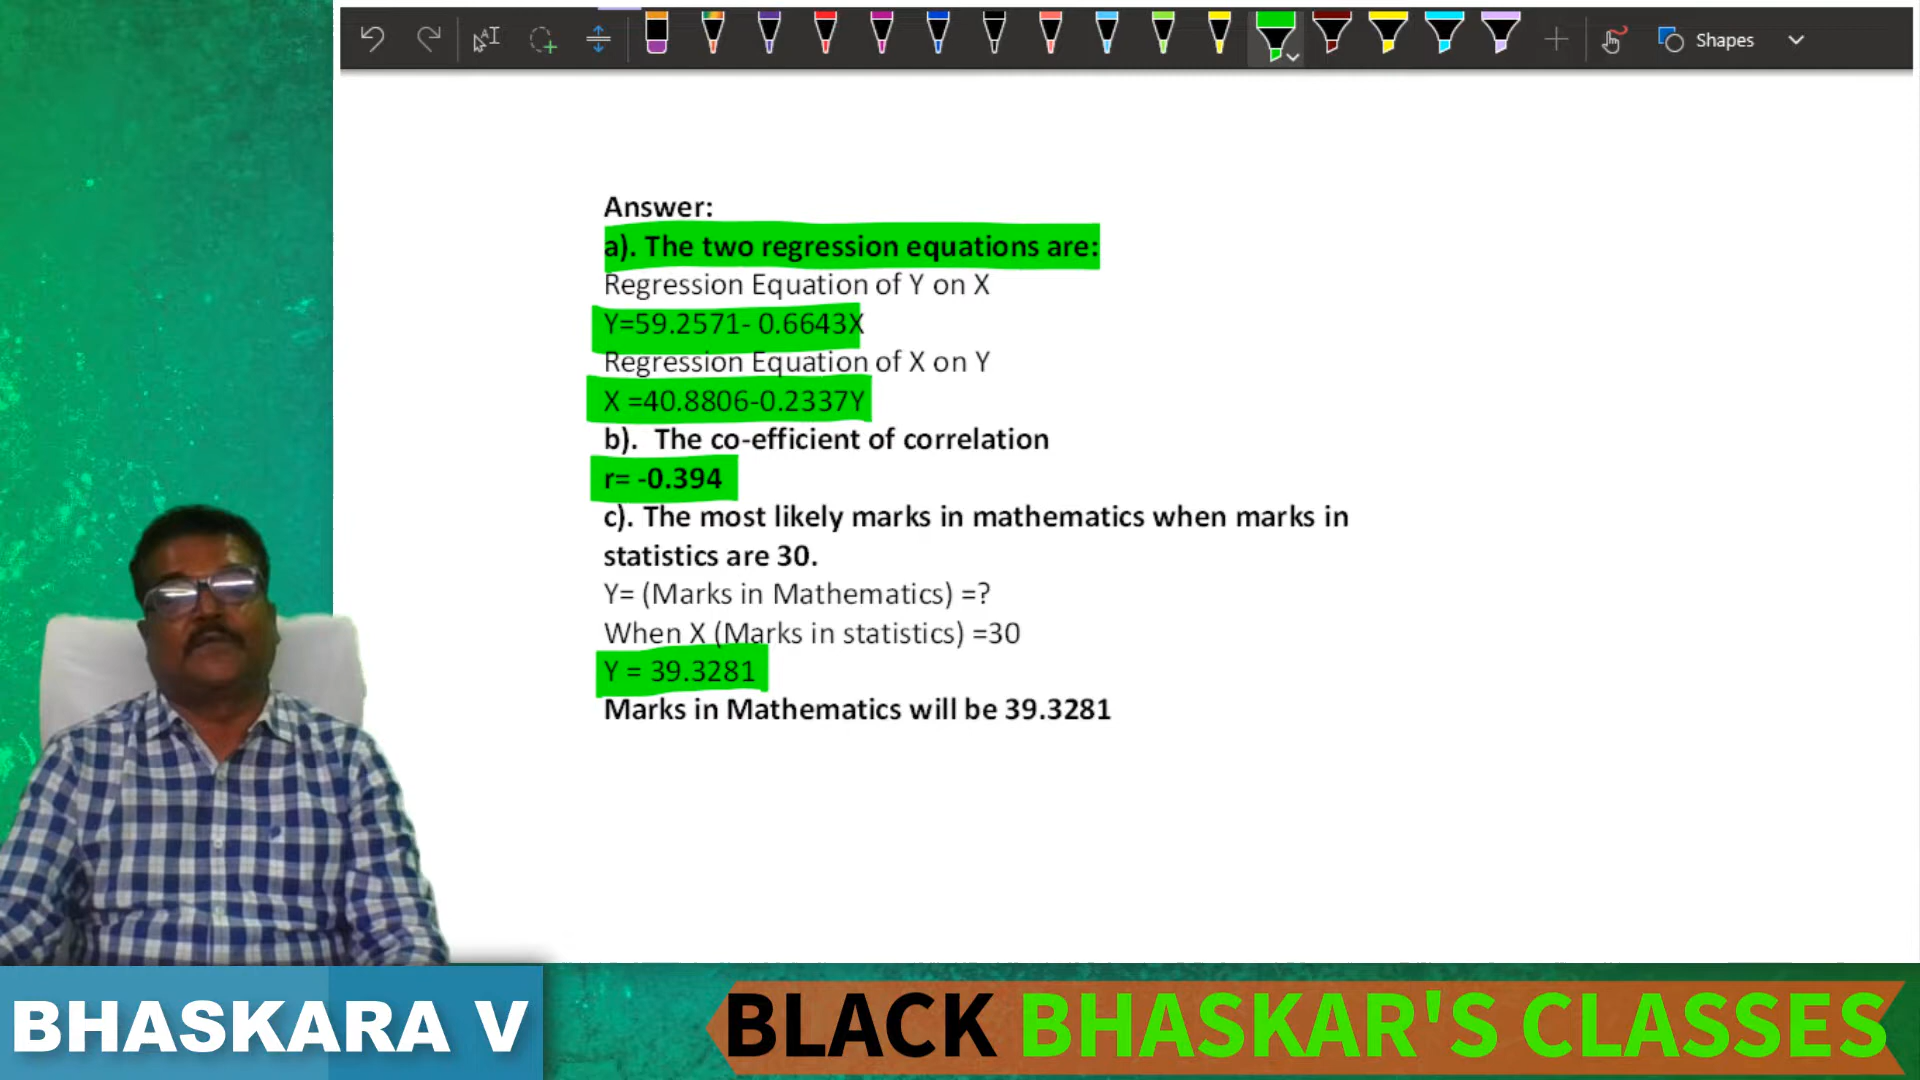 Shapes
Answer:
a). The two regression equations are:
Regression Equation of Y on X
Y=59.2571- 0.6643X
Regression Equation of X on Y
X =40.8806-0.2337Y
b).  The co-efficient of correlation
r= -0.394
c). The most likely marks in mathematics when marks in
statistics are 30.
Y= (Marks in Mathematics) =?
When X (Marks in statistics) =30
Y = 39.3281
Marks in Mathematics will be 39.3281
BHASKARA V
BLACK BHASKAR'S CLASSES